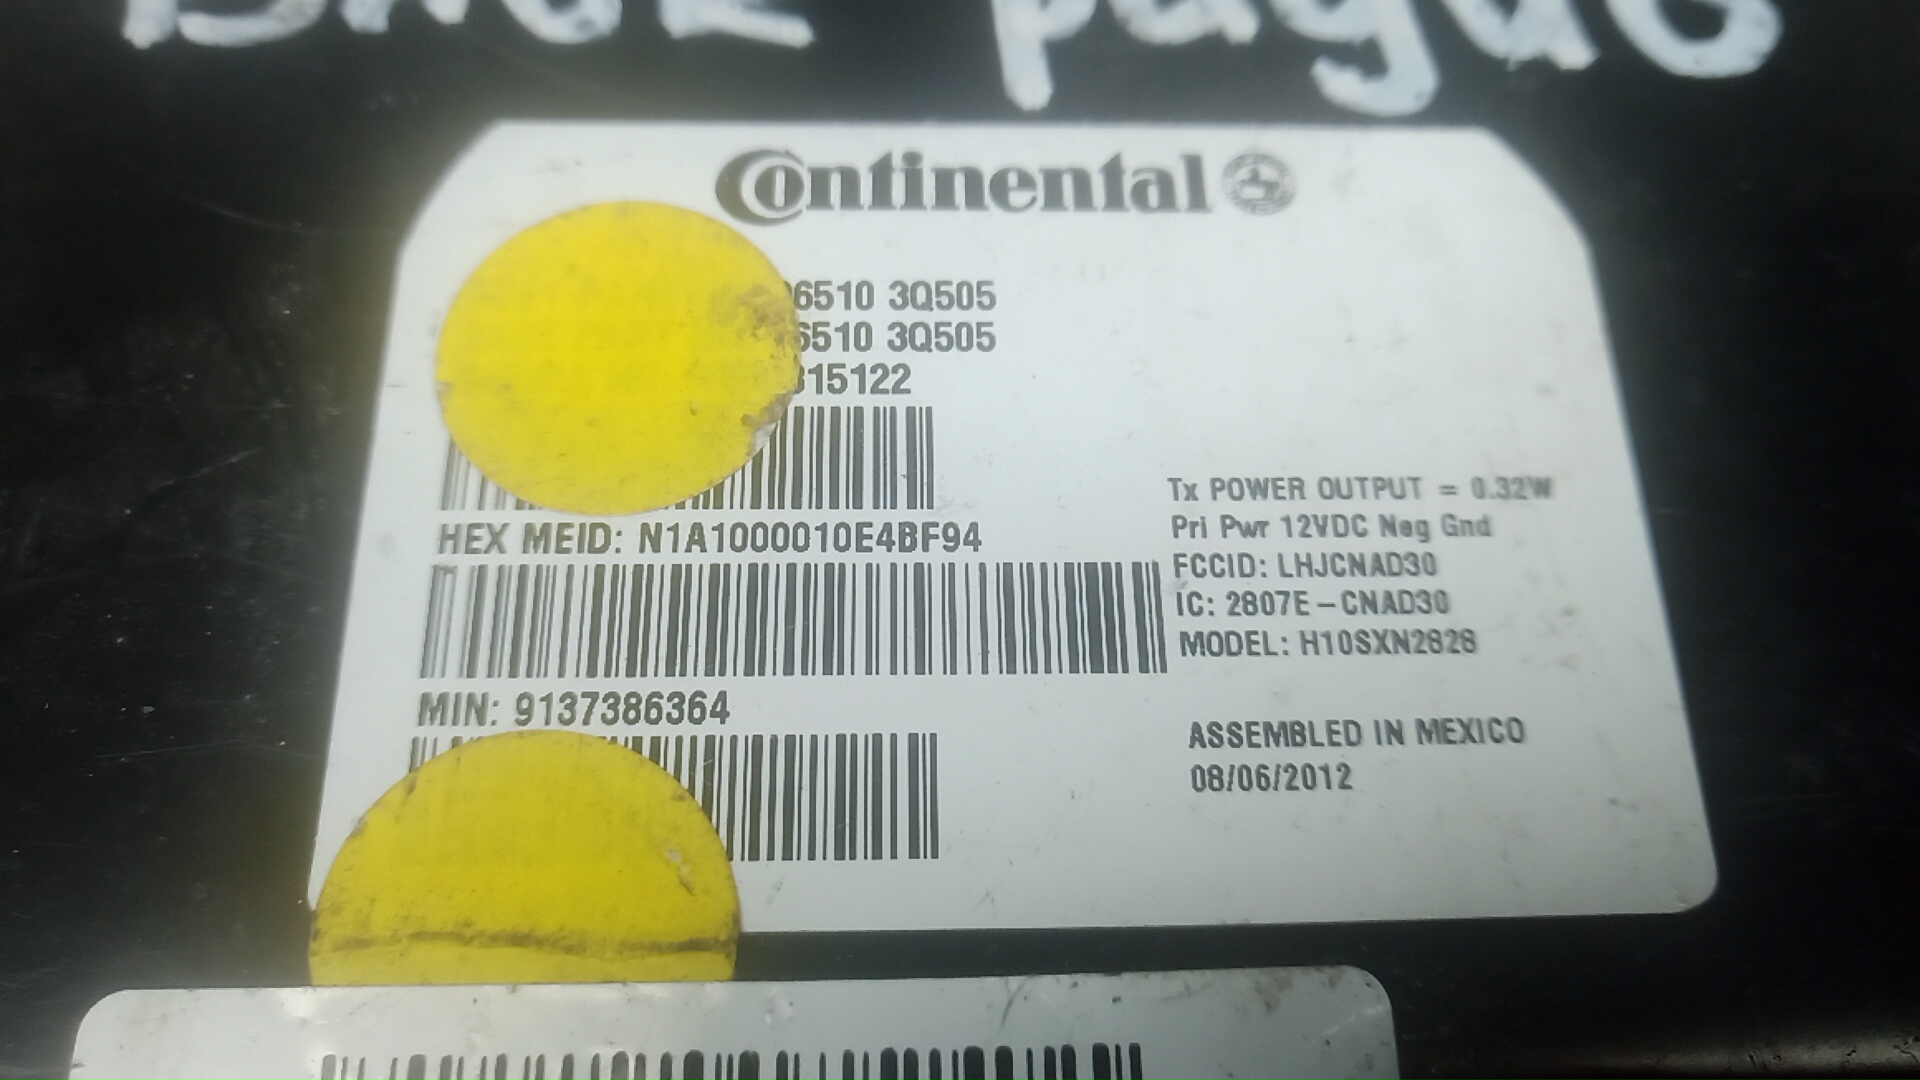 Continental
6510 3Q505
6510 3Q505
15122
HEX MEID: N1A1000010E4BF94
MIN: 9137386364
Tx POWER OUTPUT = 0.32W
Pri Pwr 12VDC Neg Gnd
FCCID: LHJCNAD30
IC: 2807E-CNAD30
MODEL: H10SXN2828
ASSEMBLED IN MEXICO
08/06/2012